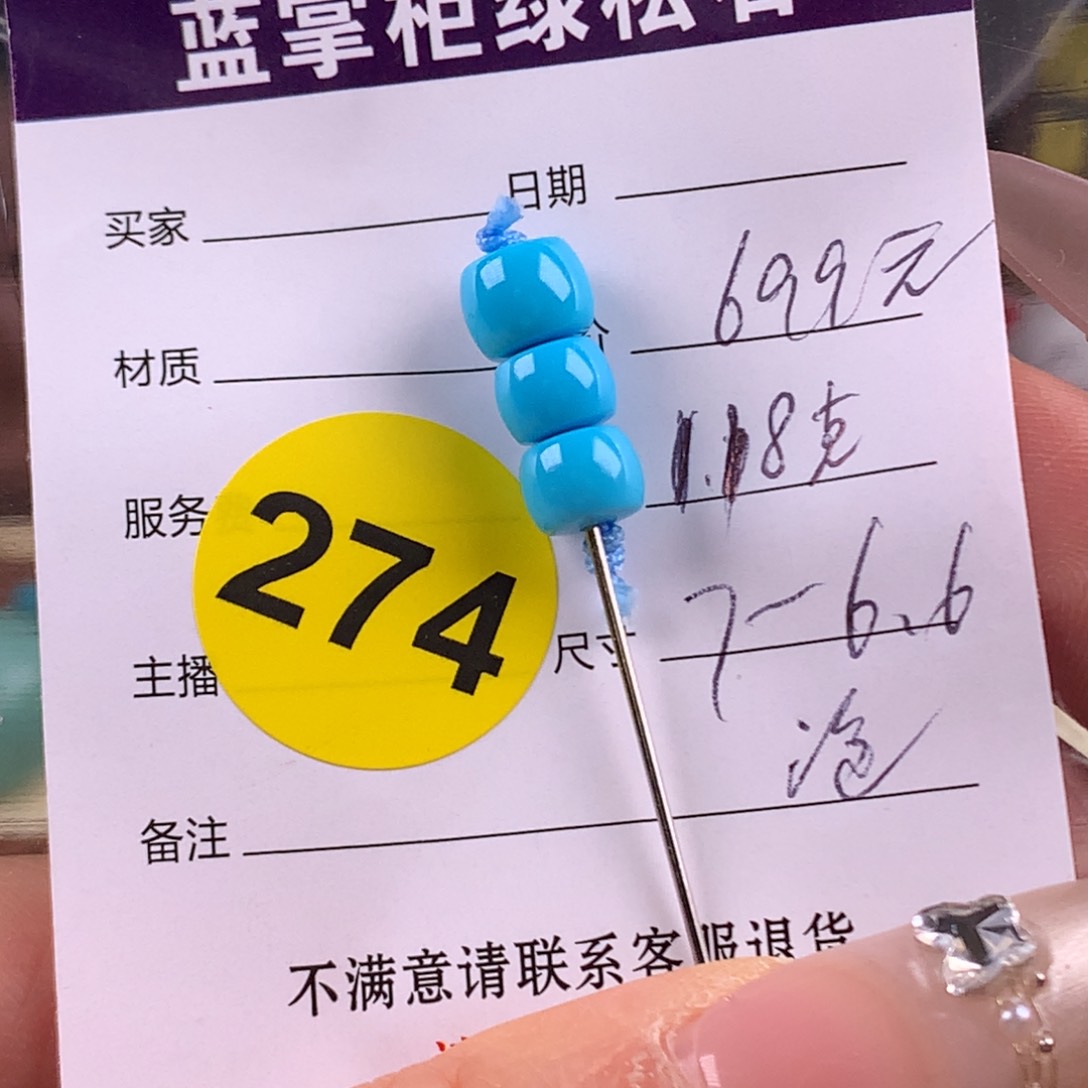 蓝掌柜绿松石
买家 日期
材质 价 699元
服务 1.18克
274
主播 尺寸 7-6.6
备注
不满意请联系客服退货